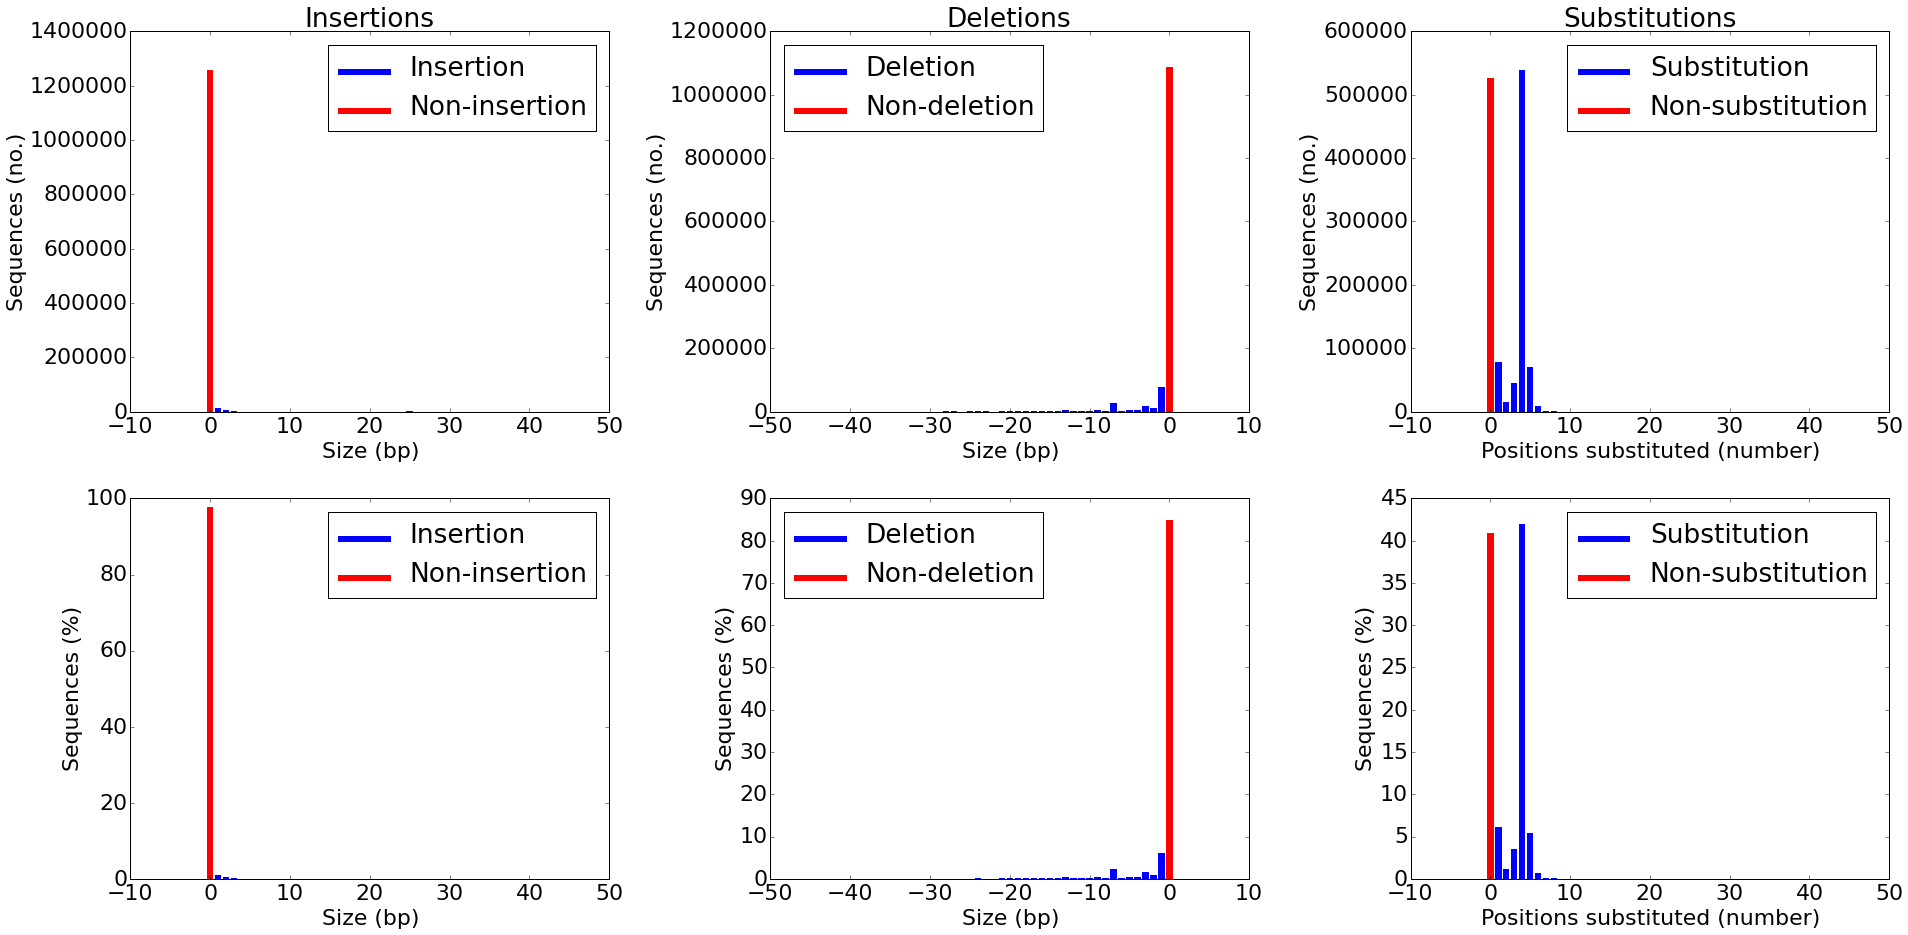 Insertions
1400000
1200000
1000000
800000
600000
400000
200000
0
Sequences (no.)
Insertion
Non-insertion
−10 0 10 20 30 40 50
Size (bp)
Deletions
1200000
1000000
800000
600000
400000
200000
0
Sequences (no.)
Deletion
Non-deletion
−50 −40 −30 −20 −10 0 10
Size (bp)
Substitutions
600000
500000
400000
300000
200000
100000
0
Sequences (no.)
Substitution
Non-substitution
−10 0 10 20 30 40 50
Positions substituted (number)
100
80
60
40
20
0
Sequences (%)
Insertion
Non-insertion
−10 0 10 20 30 40 50
Size (bp)
90
80
70
60
50
40
30
20
10
0
Sequences (%)
Deletion
Non-deletion
−50 −40 −30 −20 −10 0 10
Size (bp)
45
40
35
30
25
20
15
10
5
0
Sequences (%)
Substitution
Non-substitution
−10 0 10 20 30 40 50
Positions substituted (number)